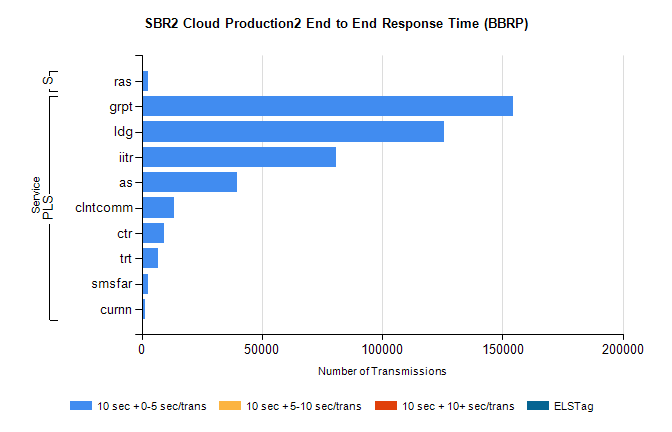 SBR2 Cloud Production2 End to End Response Time (BBRP)
S
ras
grpt
ldg
iitr
as
Service
PLS
clntcomm
ctr
trt
smsfar
cumn
0 50000 100000 150000 200000
Number of Transmissions
10 sec +0-5 sec/trans 10 sec +5-10 sec/trans 10 sec + 10+ sec/trans ELSTag